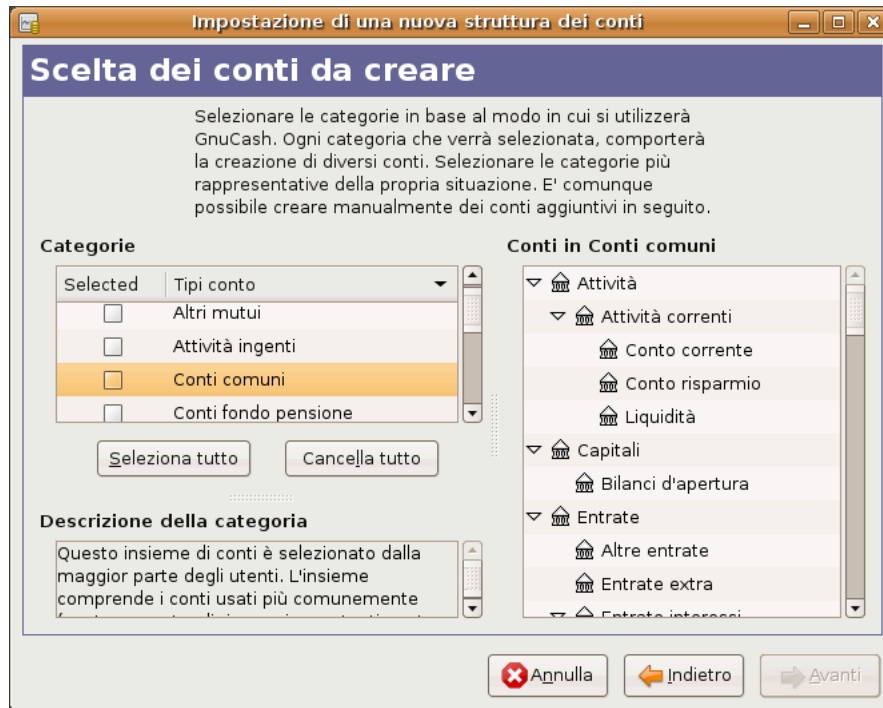 Impostazione di una nuova struttura dei conti
Scelta dei conti da creare
Selezionare le categorie in base al modo in cui si utilizzerà
GnuCash. Ogni categoria che verrà selezionata, comporterà
la creazione di diversi conti. Selezionare le categorie più
rappresentative della propria situazione. E' comunque
possibile creare manualmente dei conti aggiuntivi in seguito.
Categorie
Selected Tipi conto
Altri mutui
Attività ingenti
Conti comuni
Conti fondo pensione
Seleziona tutto Cancella tutto
Descrizione della categoria
Questo insieme di conti è selezionato dalla
maggior parte degli utenti. L'insieme
comprende i conti usati più comunemente
Conti in Conti comuni
Attività
Attività correnti
Conto corrente
Conto risparmio
Liquidità
Capitali
Bilanci d'apertura
Entrate
Altre entrate
Entrate extra
Entrate interessi
Annulla Indietro Avanti